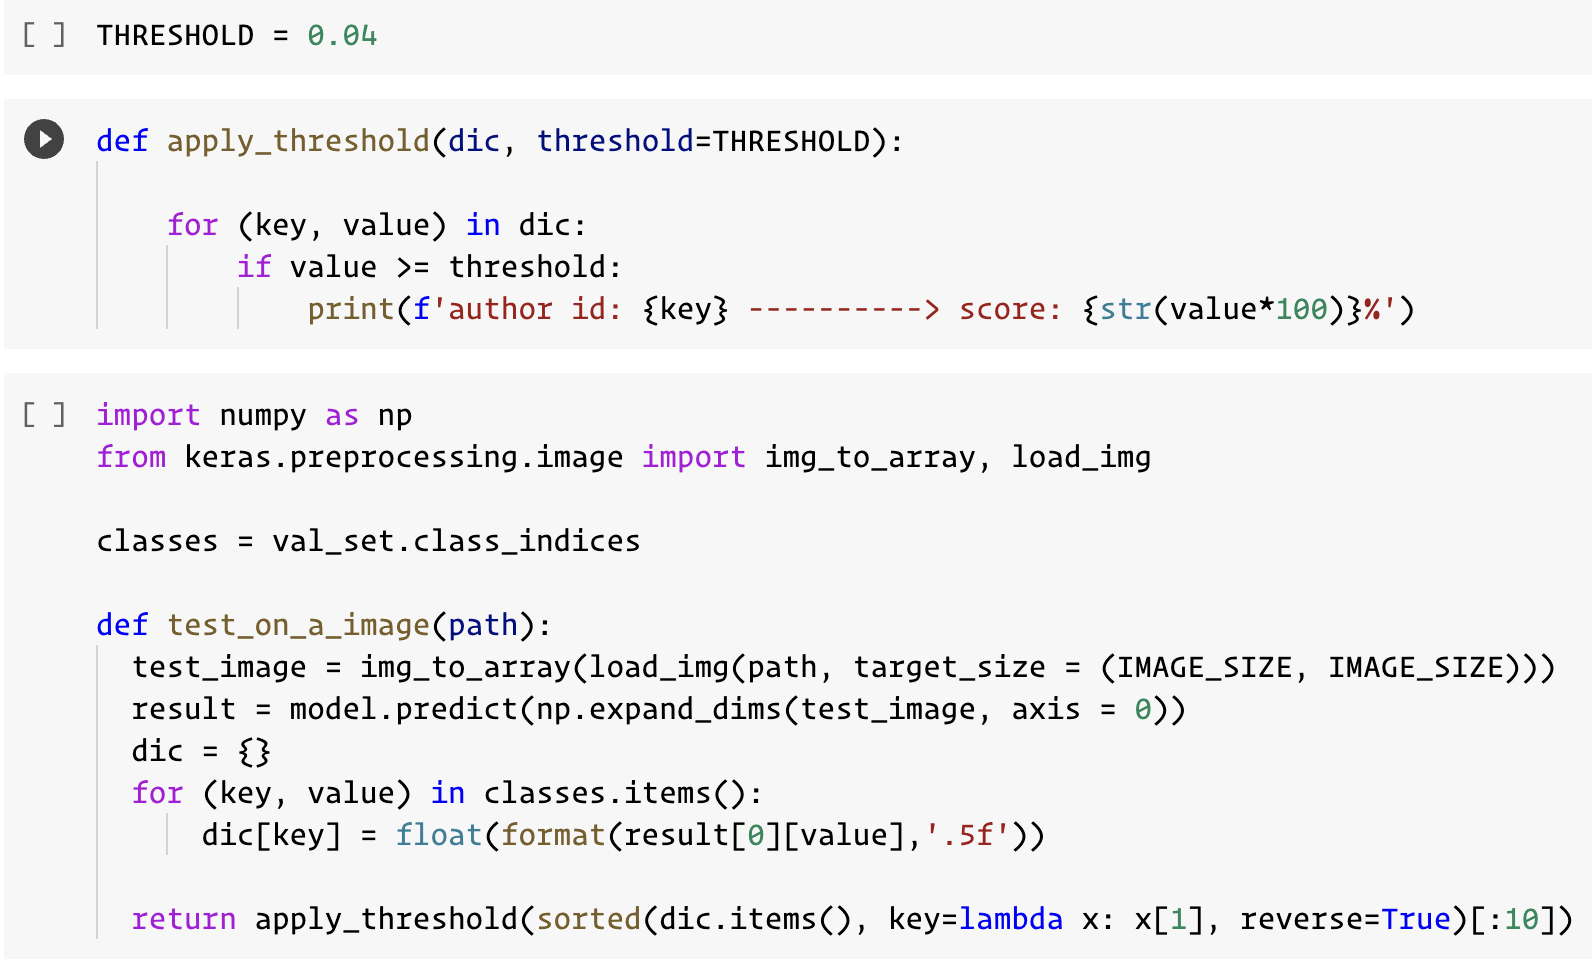 [ ] THRESHOLD = 0.04
def apply_threshold(dic, threshold=THRESHOLD):
for (key, value) in dic:
if value >= threshold:
print(f'author id: {key} ----------> score: {str(value*100)}%')
[ ] import numpy as np
from keras.preprocessing.image import img_to_array, load_img
classes = val_set.class_indices
def test_on_a_image(path):
test_image = img_to_array(load_img(path, target_size = (IMAGE_SIZE, IMAGE_SIZE)))
result = model.predict(np.expand_dims(test_image, axis = 0))
dic = {}
for (key, value) in classes.items():
dic[key] = float(format(result[0][value],'.5f'))
return apply_threshold(sorted(dic.items(), key=lambda x: x[1], reverse=True)[:10])